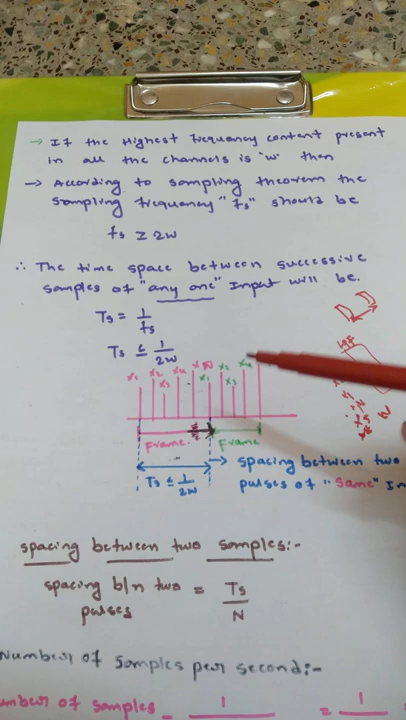 → If the Highest frequency content present
in all the channels is 'w' then
→ According to sampling theorem the
sampling frequency "fs" should be
fs ≥ 2W
∴ The time space between successive
samples of "any one" Input will be.
Ts = 1/fs
Ts ≤ 1/2W
x1 x2 x3 x4 xN x1 x2 x3 x4
Frame Frame
Ts ≤ 1/2W → spacing between two
pulses of "Same" In
spacing between two samples:-
spacing b/n two pulses = Ts/N
Number of samples per second:-
umber of samples = 1 = 1